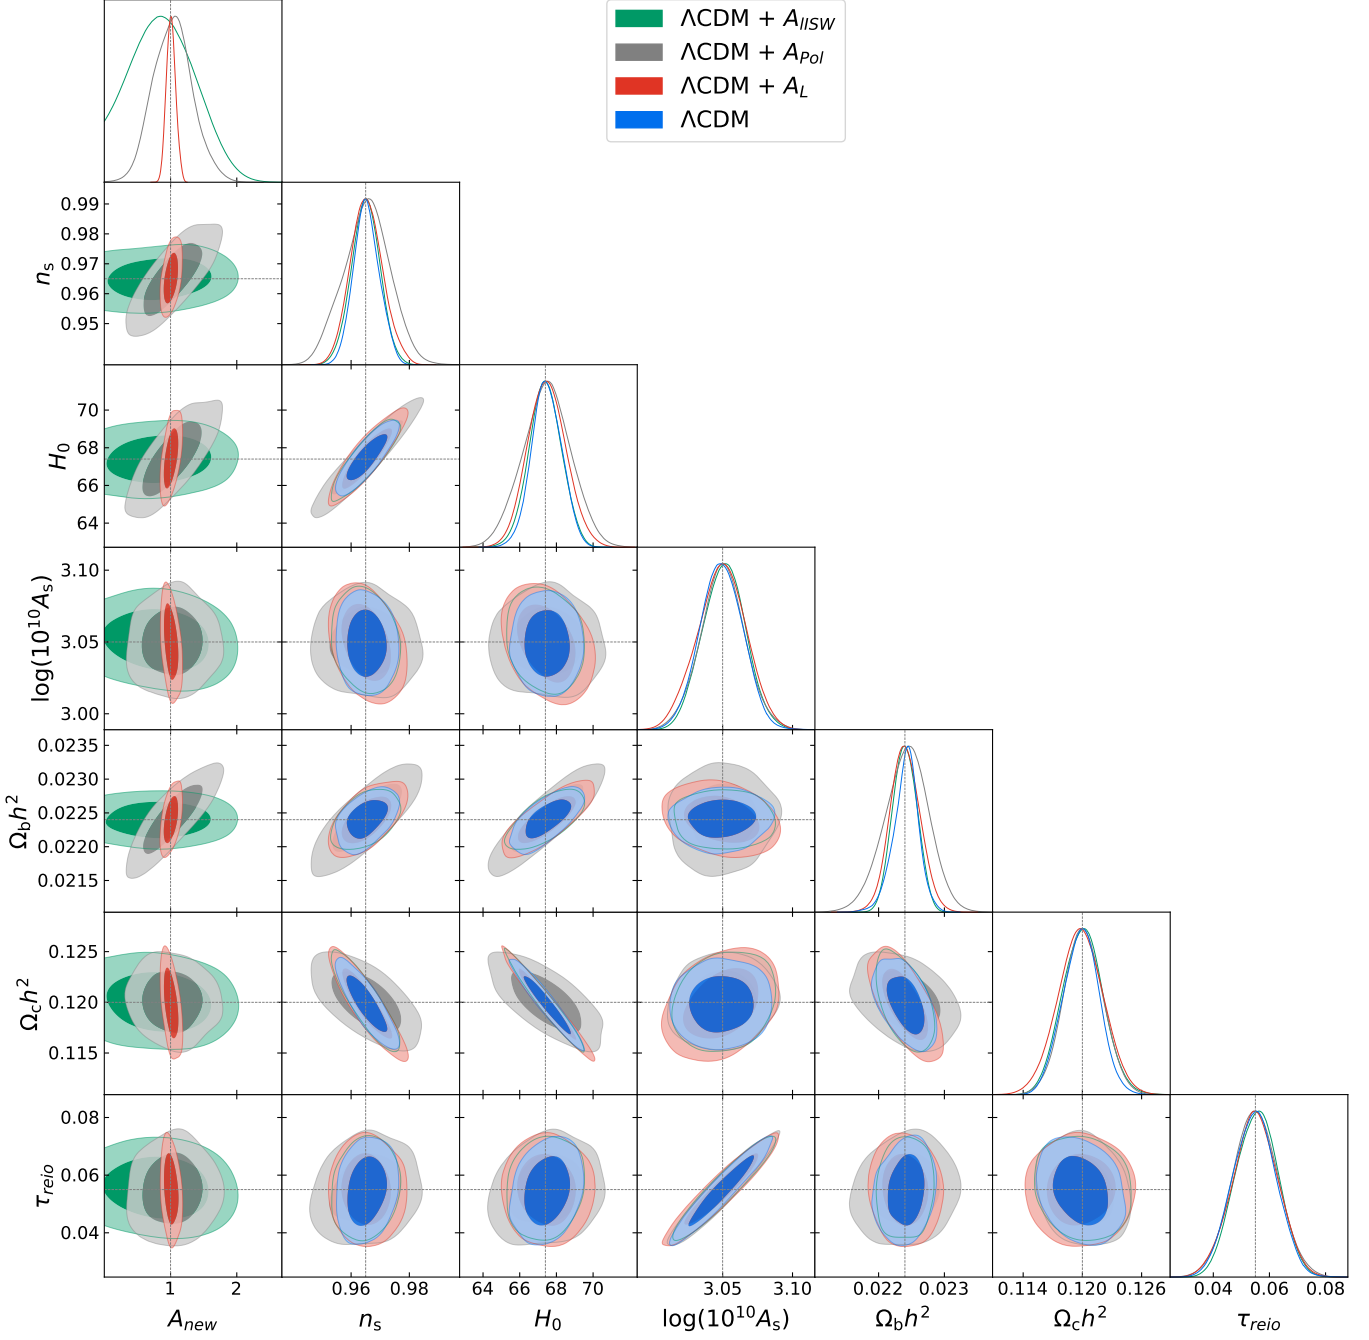 ΛCDM + A_lISW
ΛCDM + A_Pol
ΛCDM + A_L
ΛCDM
0.99
0.98
0.97
0.96
0.95
n_s
70
68
66
64
H_0
3.10
3.05
3.00
log(10^10 A_s)
0.0235
0.0230
0.0225
0.0220
0.0215
Ω_b h^2
0.125
0.120
0.115
Ω_c h^2
0.08
0.06
0.04
τ_reio
1 2
0.96 0.98
64 66 68 70
3.05 3.10
0.022 0.023
0.114 0.120 0.126
0.04 0.06 0.08
A_new
n_s
H_0
log(10^10 A_s)
Ω_b h^2
Ω_c h^2
τ_reio